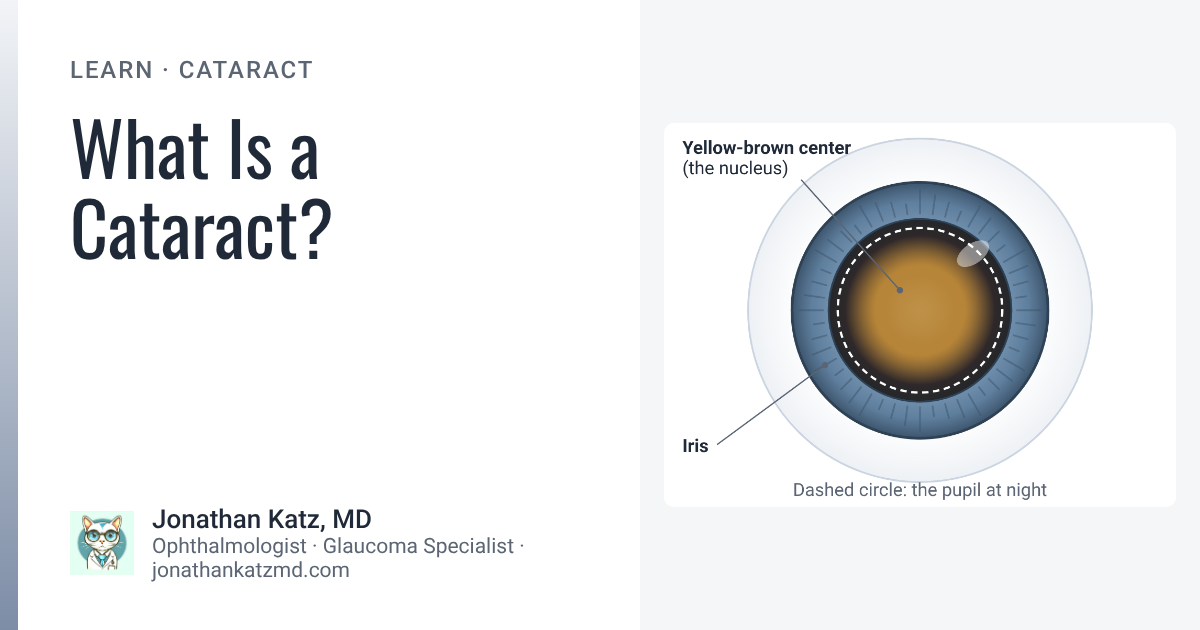 LEARN · CATARACT
What Is a
Cataract?
Jonathan Katz, MD
Ophthalmologist · Glaucoma Specialist ·
jonathankatzmd.com
Yellow-brown center
(the nucleus)
Iris
Dashed circle: the pupil at night